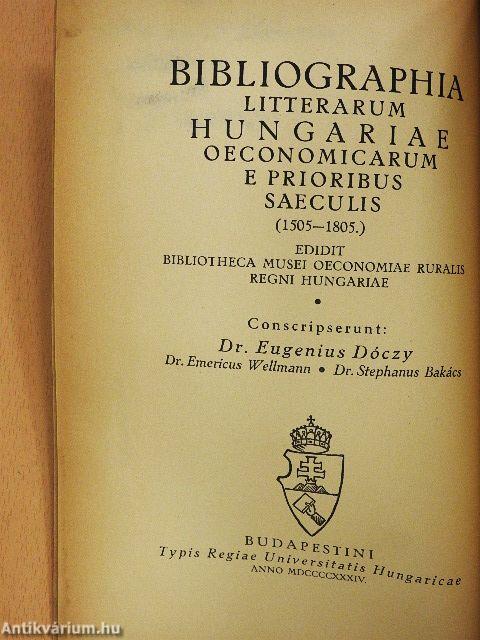 BIBLIOGRAPHIA
LITTERARUM
HUNGARIAE
OECONOMICARUM
E PRIORIBUS
SAECULIS
(1505—1805.)
EDIDIT
BIBLIOTHECA MUSEI OECONOMIAE RURALIS
REGNI HUNGARIAE
•
Conscripserunt:
Dr. Eugenius Dóczy
Dr. Emericus Wellmann • Dr. Stephanus Bakács
BUDAPESTINI
Typis Regiae Universitatis Hungaricae
ANNO MDCCCCXXXIV.
Antikvárium.hu